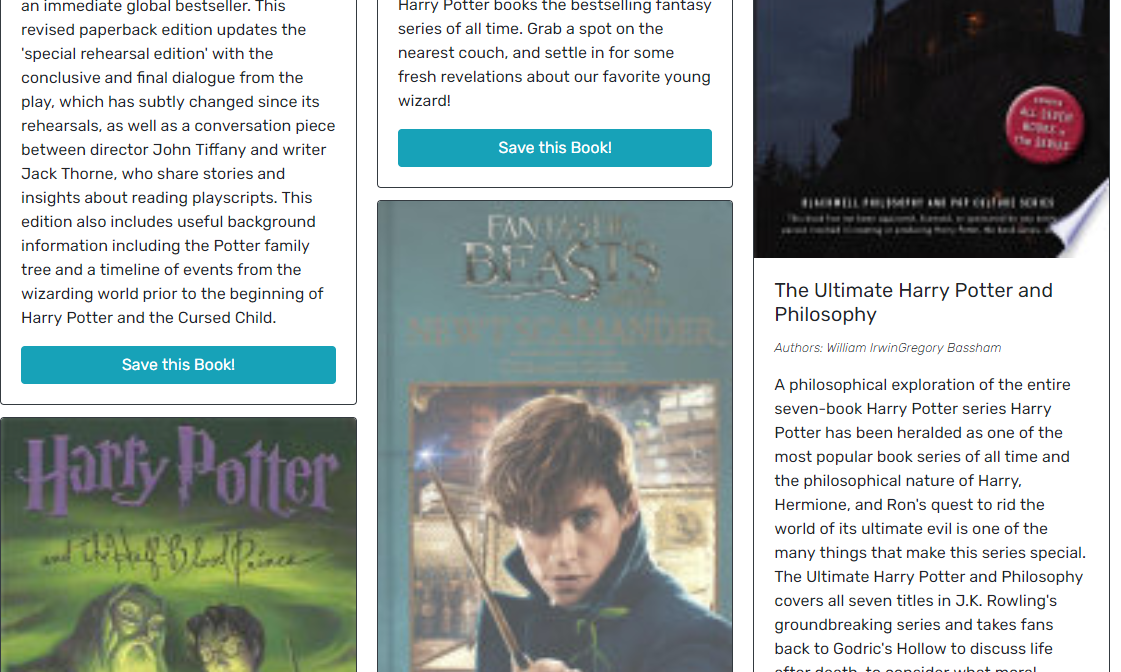 an immediate global bestseller. This
revised paperback edition updates the
'special rehearsal edition' with the
conclusive and final dialogue from the
play, which has subtly changed since its
rehearsals, as well as a conversation piece
between director John Tiffany and writer
Jack Thorne, who share stories and
insights about reading playscripts. This
edition also includes useful background
information including the Potter family
tree and a timeline of events from the
wizarding world prior to the beginning of
Harry Potter and the Cursed Child.
Save this Book!
Harry Potter
and the Half-Blood Prince
Harry Potter books the bestselling fantasy
series of all time. Grab a spot on the
nearest couch, and settle in for some
fresh revelations about our favorite young
wizard!
Save this Book!
FANTASTIC
BEASTS
NEWT SCAMANDER
ALL SEVEN
BOOKS
THE SERIES!
BLACKWELL PHILOSOPHY AND POP CULTURE SERIES
The Ultimate Harry Potter and
Philosophy
Authors: William IrwinGregory Bassham
A philosophical exploration of the entire
seven-book Harry Potter series Harry
Potter has been heralded as one of the
most popular book series of all time and
the philosophical nature of Harry,
Hermione, and Ron's quest to rid the
world of its ultimate evil is one of the
many things that make this series special.
The Ultimate Harry Potter and Philosophy
covers all seven titles in J.K. Rowling's
groundbreaking series and takes fans
back to Godric's Hollow to discuss life
after death, to consider what moral